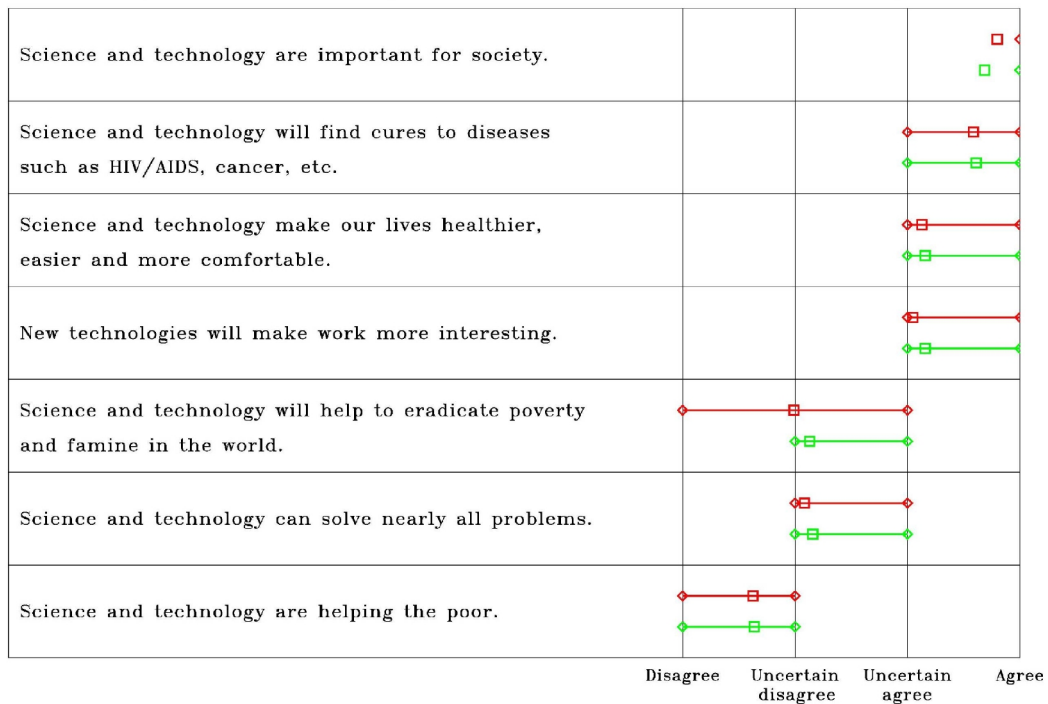 Science and technology are important for society.
Science and technology will find cures to diseases
such as HIV/AIDS, cancer, etc.
Science and technology make our lives healthier,
easier and more comfortable.
New technologies will make work more interesting.
Science and technology will help to eradicate poverty
and famine in the world.
Science and technology can solve nearly all problems.
Science and technology are helping the poor.
Disagree Uncertain Uncertain Agree
disagree agree